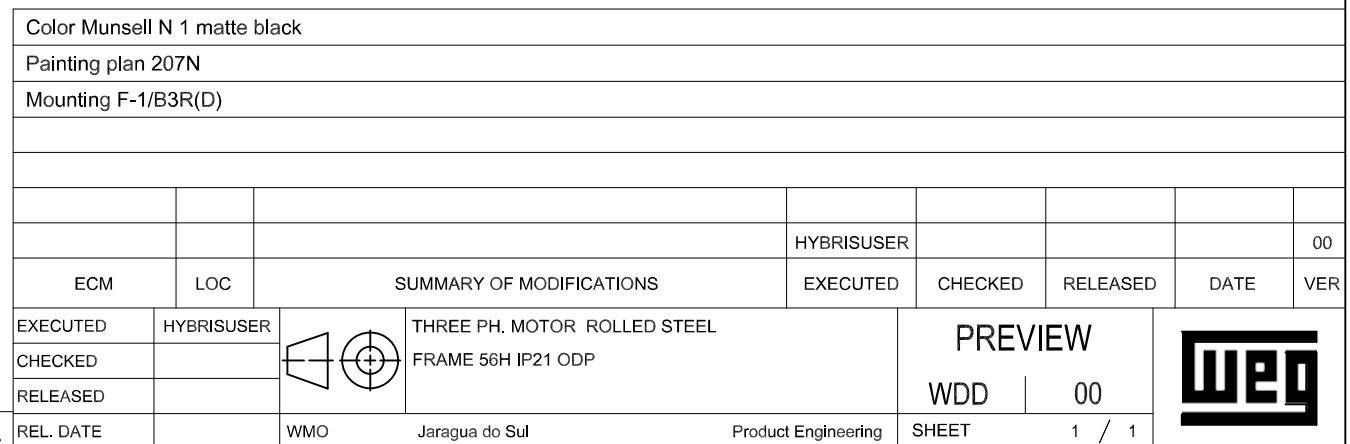 Color Munsell N 1 matte black
Painting plan 207N
Mounting F-1/B3R(D)
HYBRISUSER 00
ECM LOC SUMMARY OF MODIFICATIONS EXECUTED CHECKED RELEASED DATE VER
EXECUTED HYBRISUSER THREE PH. MOTOR ROLLED STEEL PREVIEW
CHECKED FRAME 56H IP21 ODP
RELEASED WDD 00
REL. DATE WMO Jaragua do Sul Product Engineering SHEET 1 / 1
weg